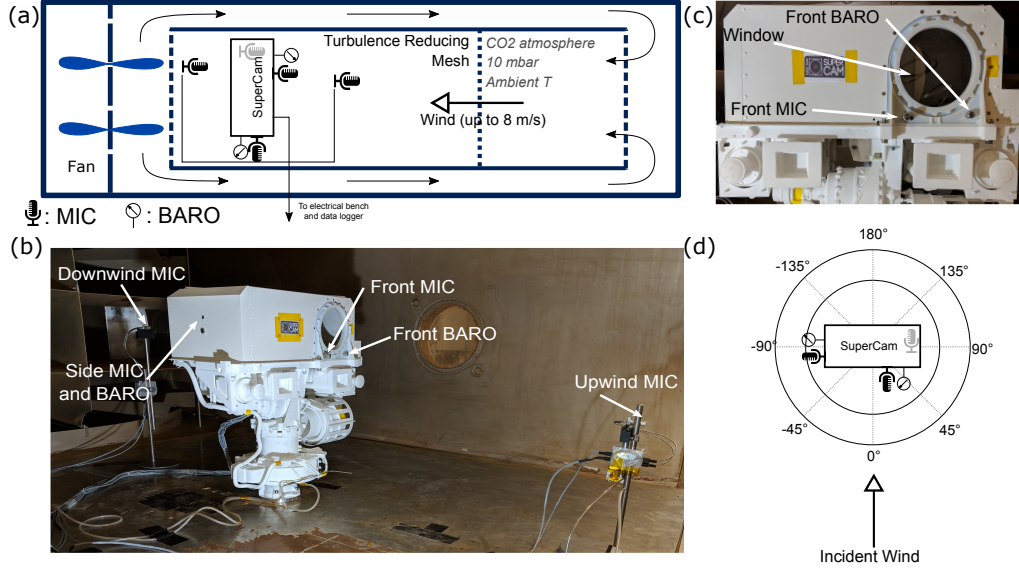 (a)
Turbulence Reducing
Mesh
CO2 atmosphere
10 mbar
Ambient T
SuperCam
Wind (up to 8 m/s)
Fan
To electrical bench
and data logger
: MIC
: BARO
(b)
Downwind MIC
Front MIC
Front BARO
Side MIC
and BARO
Upwind MIC
(c)
Front BARO
Window
SUPER
CAM
Front MIC
(d)
180°
-135°
135°
-90°
SuperCam
90°
-45°
45°
0°
Incident Wind